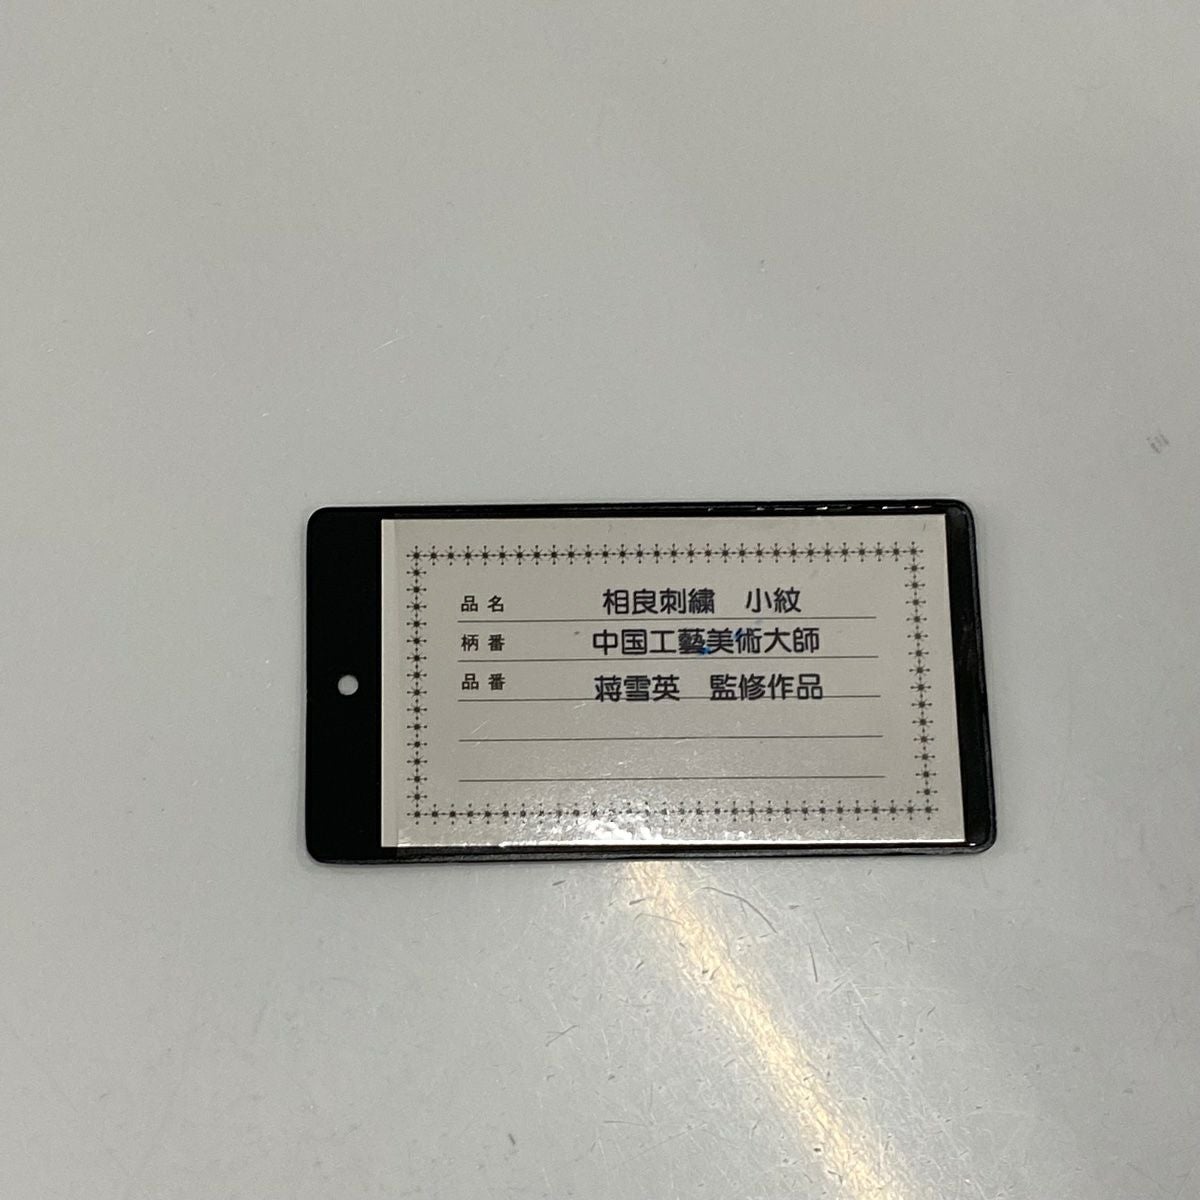 品名 相良刺繍 小紋
柄番 中国工藝美術大師
品番 蒋雪英 監修作品